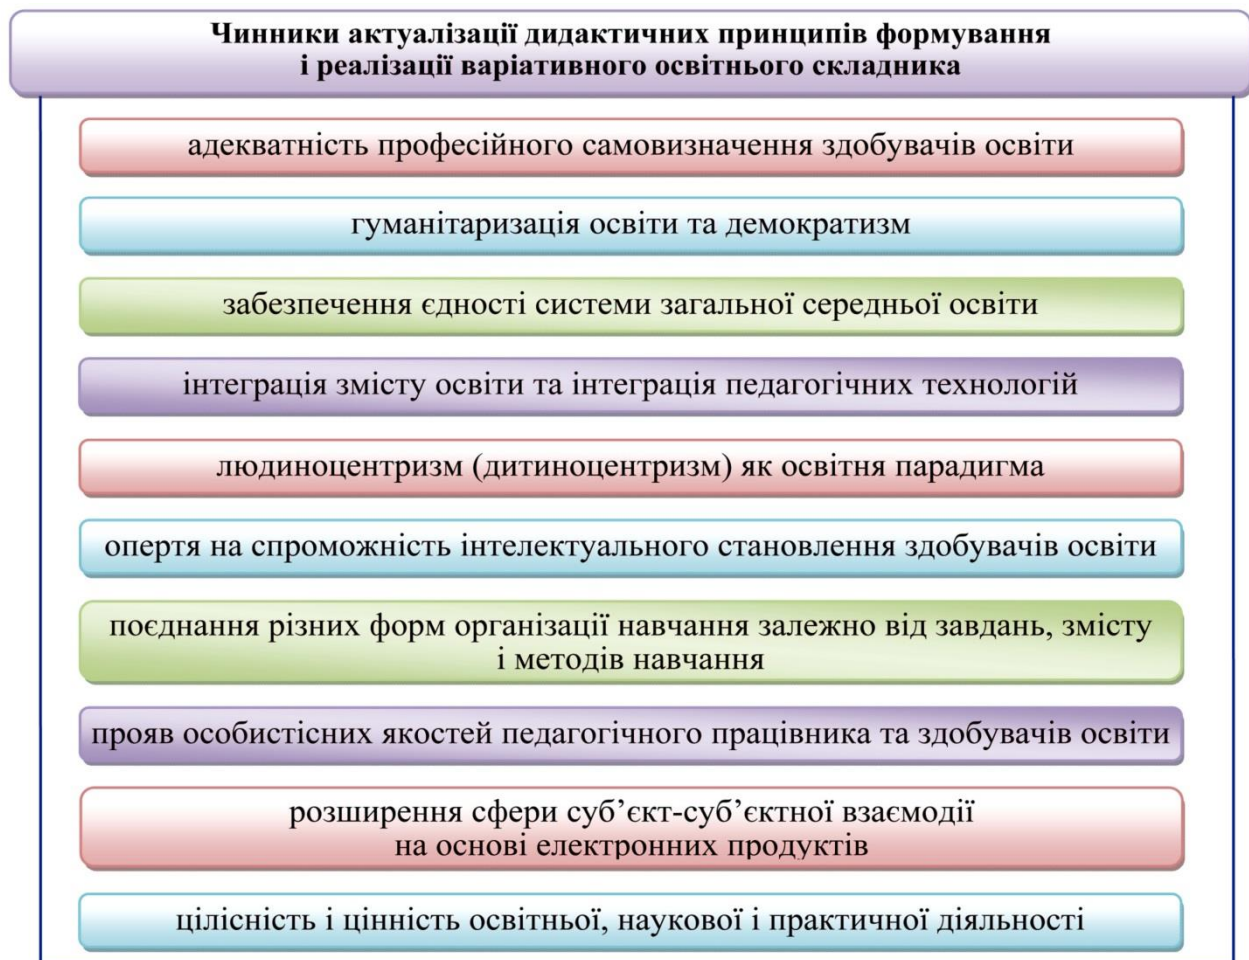 Чинники актуалізації дидактичних принципів формування
і реалізації варіативного освітнього складника
адекватність професійного самовизначення здобувачів освіти
гуманітаризація освіти та демократизм
забезпечення єдності системи загальної середньої освіти
інтеграція змісту освіти та інтеграція педагогічних технологій
людиноцентризм (дитиноцентризм) як освітня парадигма
опертя на спроможність інтелектуального становлення здобувачів освіти
поєднання різних форм організації навчання залежно від завдань, змісту
і методів навчання
прояв особистісних якостей педагогічного працівника та здобувачів освіти
розширення сфери суб’єкт-суб’єктної взаємодії
на основі електронних продуктів
цілісність і цінність освітньої, наукової і практичної діяльності